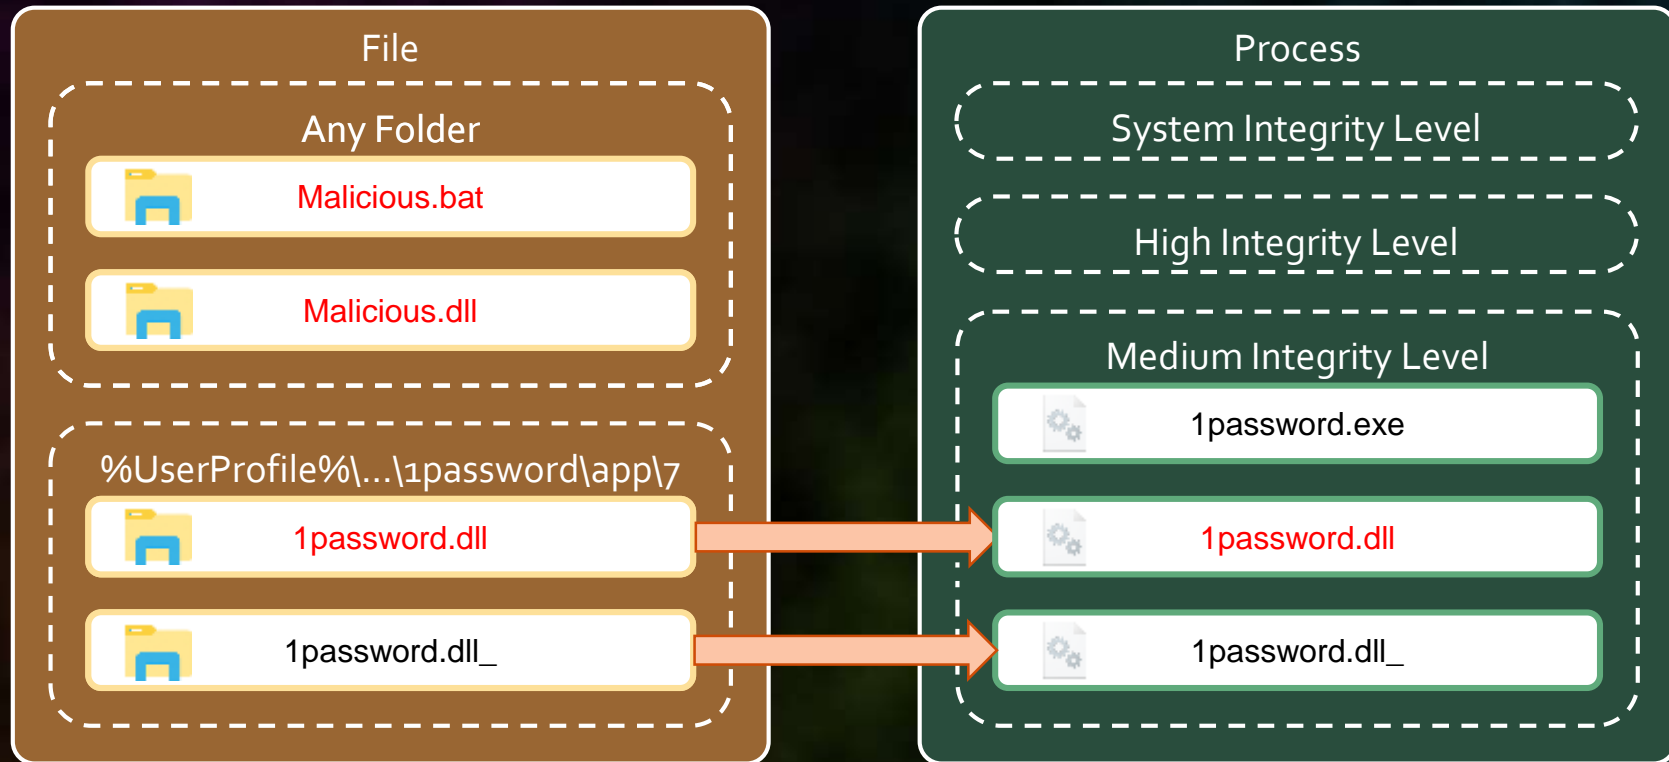 File
Any Folder
Malicious.bat
Malicious.dll
%UserProfile%\...\1password\app\7
1password.dll
1password.dll_
Process
System Integrity Level
High Integrity Level
Medium Integrity Level
1password.exe
1password.dll
1password.dll_